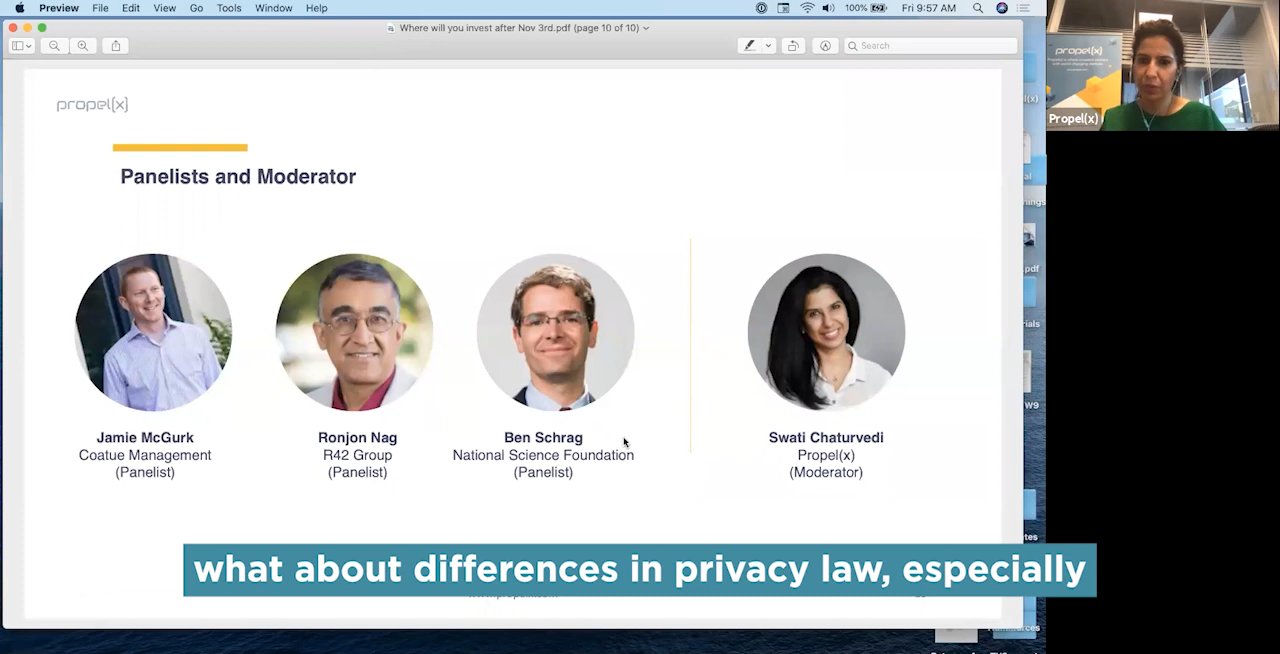 Preview File Edit View Go Tools Window Help 100% Fri 9:57 AM
Where will you invest after Nov 3rd.pdf (page 10 of 10)
Search
propel(x)
Propel(x)
propel(x)
Panelists and Moderator
Jamie McGurk
Coatue Management
(Panelist)
Ronjon Nag
R42 Group
(Panelist)
Ben Schrag
National Science Foundation
(Panelist)
Swati Chaturvedi
Propel(x)
(Moderator)
what about differences in privacy law, especially
.pdf
W9